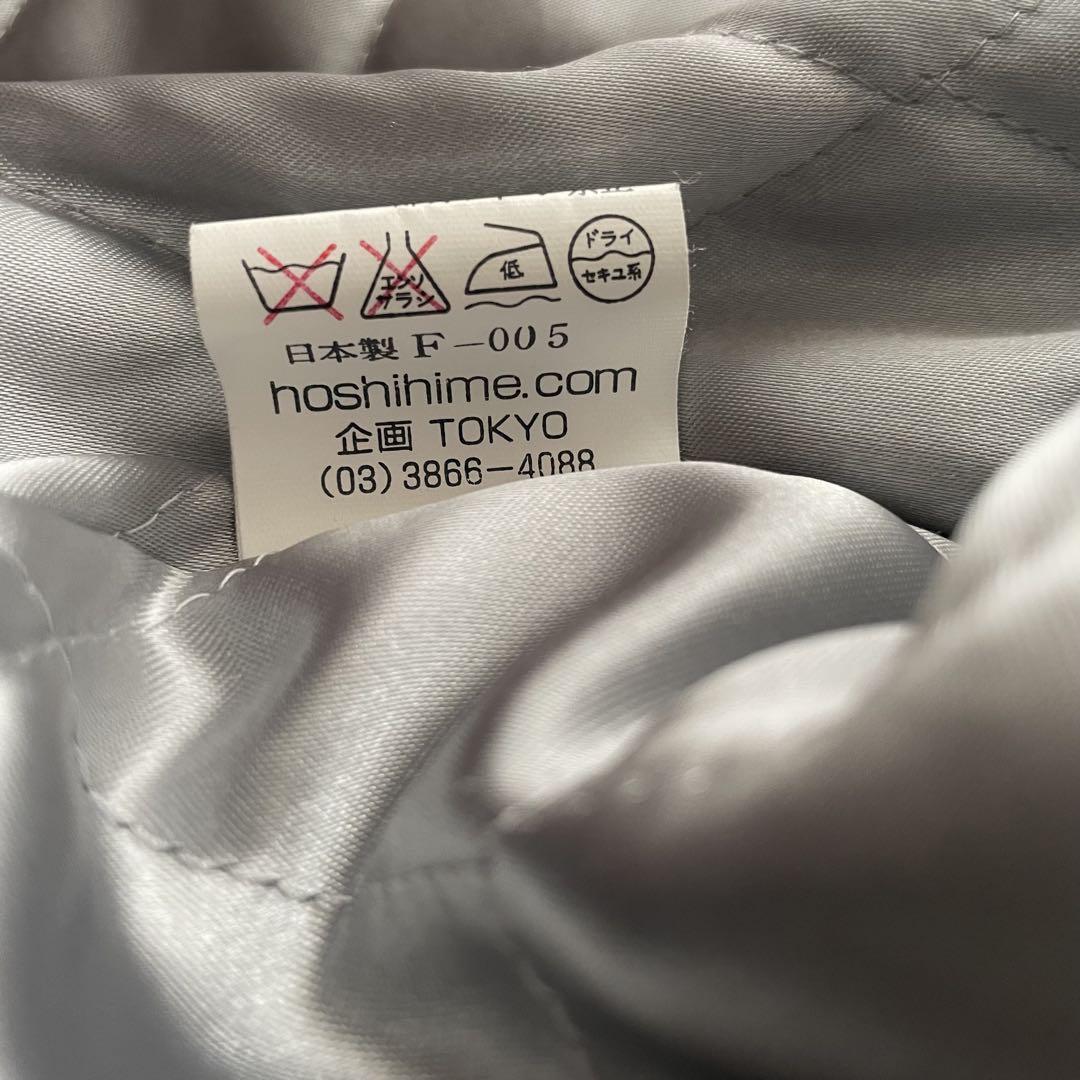 エンソ
サラシ
低
ドライ
セキユ系
日本製 F-005
hoshihime.com
企画 TOKYO
(03)3866-4088